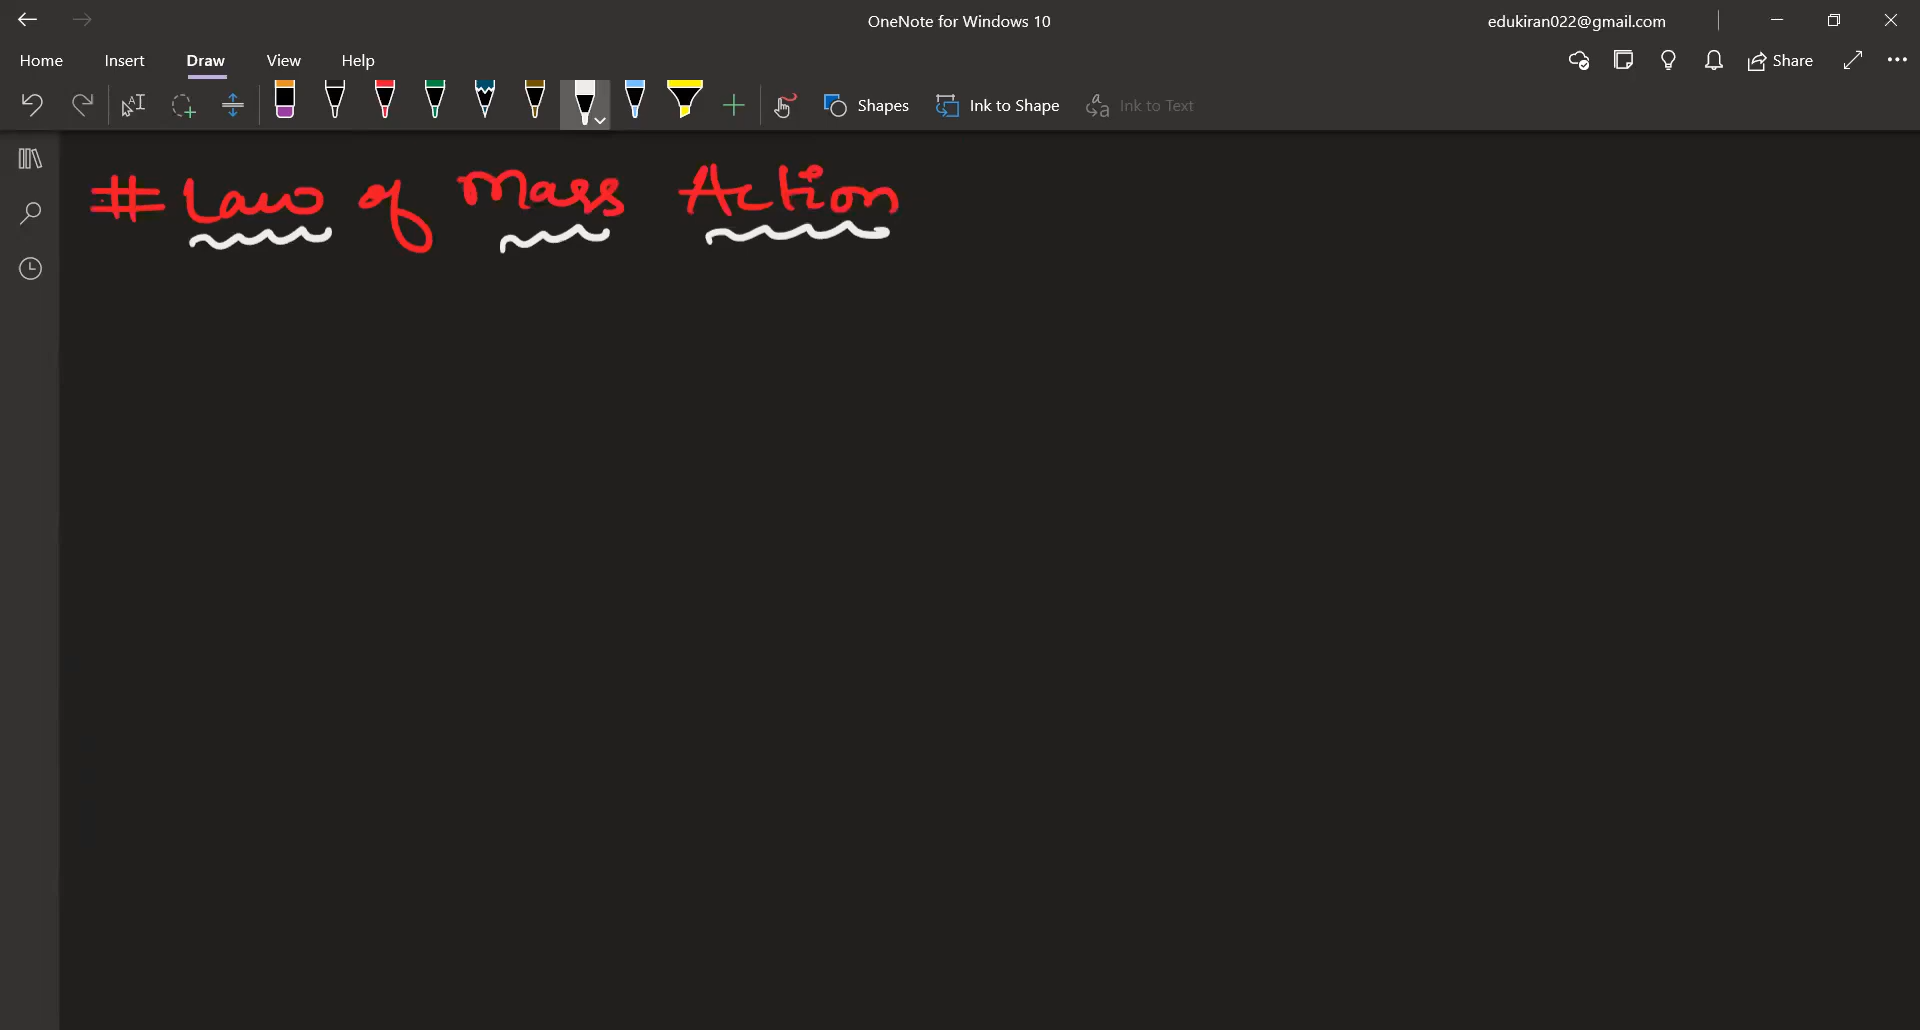 OneNote for Windows 10
edukiran022@gmail.com
Home Insert Draw View Help
Share
Shapes Ink to Shape Ink to Text
# Law of Mass Action